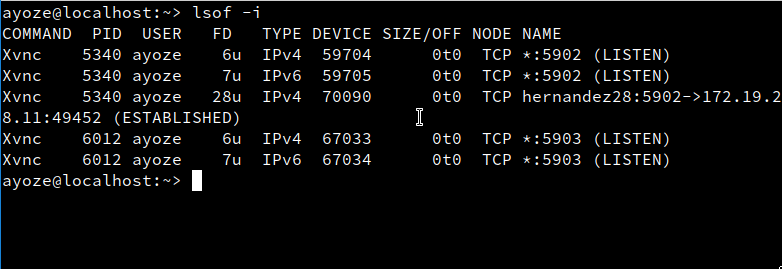 ayoze@localhost:~> lsof -i
COMMAND  PID  USER   FD   TYPE DEVICE SIZE/OFF NODE NAME
Xvnc    5340 ayoze    6u  IPv4  59704      0t0  TCP *:5902 (LISTEN)
Xvnc    5340 ayoze    7u  IPv6  59705      0t0  TCP *:5902 (LISTEN)
Xvnc    5340 ayoze   28u  IPv4  70090      0t0  TCP hernandez28:5902->172.19.2
8.11:49452 (ESTABLISHED)
Xvnc    6012 ayoze    6u  IPv4  67033      0t0  TCP *:5903 (LISTEN)
Xvnc    6012 ayoze    7u  IPv6  67034      0t0  TCP *:5903 (LISTEN)
ayoze@localhost:~>